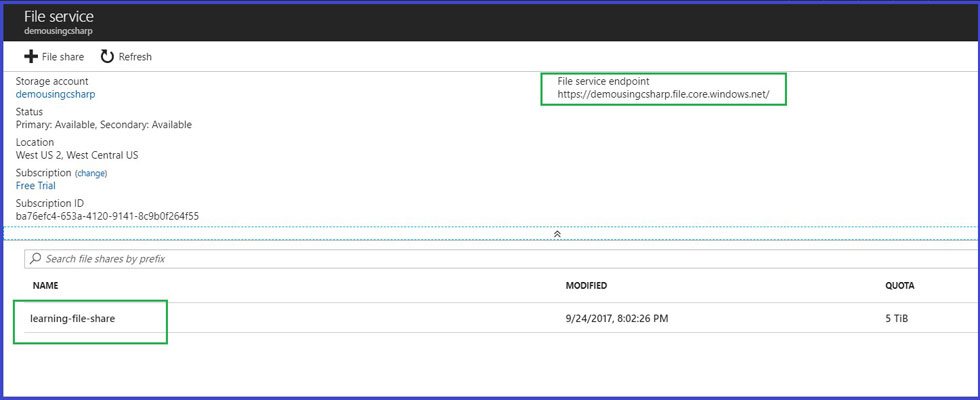 File service
demousingcsharp
File share Refresh
Storage account
demousingcsharp
File service endpoint
https://demousingcsharp.file.core.windows.net/
Status
Primary: Available, Secondary: Available
Location
West US 2, West Central US
Subscription (change)
Free Trial
Subscription ID
ba76efc4-653a-4120-9141-8c9b0f264f55
Search file shares by prefix
NAME MODIFIED QUOTA
learning-file-share 9/24/2017, 8:02:26 PM 5 TiB